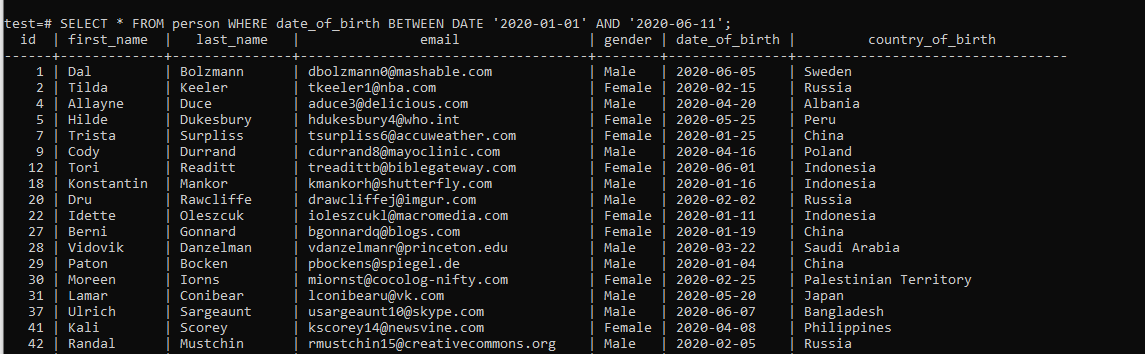 test=# SELECT * FROM person WHERE date_of_birth BETWEEN DATE '2020-01-01' AND '2020-06-11';
id | first_name | last_name | email | gender | date_of_birth | country_of_birth
-----+-------------+-----------------+-----------------------------------+--------+---------------+----------------------------------
1 | Dal | Bolzmann | dbolzmann0@mashable.com | Male | 2020-06-05 | Sweden
2 | Tilda | Keeler | tkeeler1@nba.com | Female | 2020-02-15 | Russia
4 | Allayne | Duce | aduce3@delicious.com | Male | 2020-04-20 | Albania
5 | Hilde | Dukesbury | hdukesbury4@who.int | Female | 2020-05-25 | Peru
7 | Trista | Surpliss | tsurpliss6@accuweather.com | Female | 2020-01-25 | China
9 | Cody | Durrand | cdurrand8@mayoclinic.com | Male | 2020-04-16 | Poland
12 | Tori | Readitt | treadittb@biblegateway.com | Female | 2020-06-01 | Indonesia
18 | Konstantin | Mankor | kmankorh@shutterfly.com | Male | 2020-01-16 | Indonesia
20 | Dru | Rawcliffe | drawcliffej@imgur.com | Male | 2020-02-02 | Russia
22 | Idette | Oleszcuk | ioleszcukl@macromedia.com | Female | 2020-01-11 | Indonesia
27 | Berni | Gonnard | bgonnardq@blogs.com | Female | 2020-01-19 | China
28 | Vidovik | Danzelman | vdanzelmanr@princeton.edu | Male | 2020-03-22 | Saudi Arabia
29 | Paton | Bocken | pbockens@spiegel.de | Male | 2020-01-04 | China
30 | Moreen | Iorns | miornst@cocolog-nifty.com | Female | 2020-02-25 | Palestinian Territory
31 | Lamar | Conibear | lconibearu@vk.com | Male | 2020-05-20 | Japan
37 | Ulrich | Sargeaunt | usargeaunt10@skype.com | Male | 2020-06-07 | Bangladesh
41 | Kali | Scorey | kscorey14@newsvine.com | Female | 2020-04-08 | Philippines
42 | Randal | Mustchin | rmustchin15@creativecommons.org | Male | 2020-02-05 | Russia